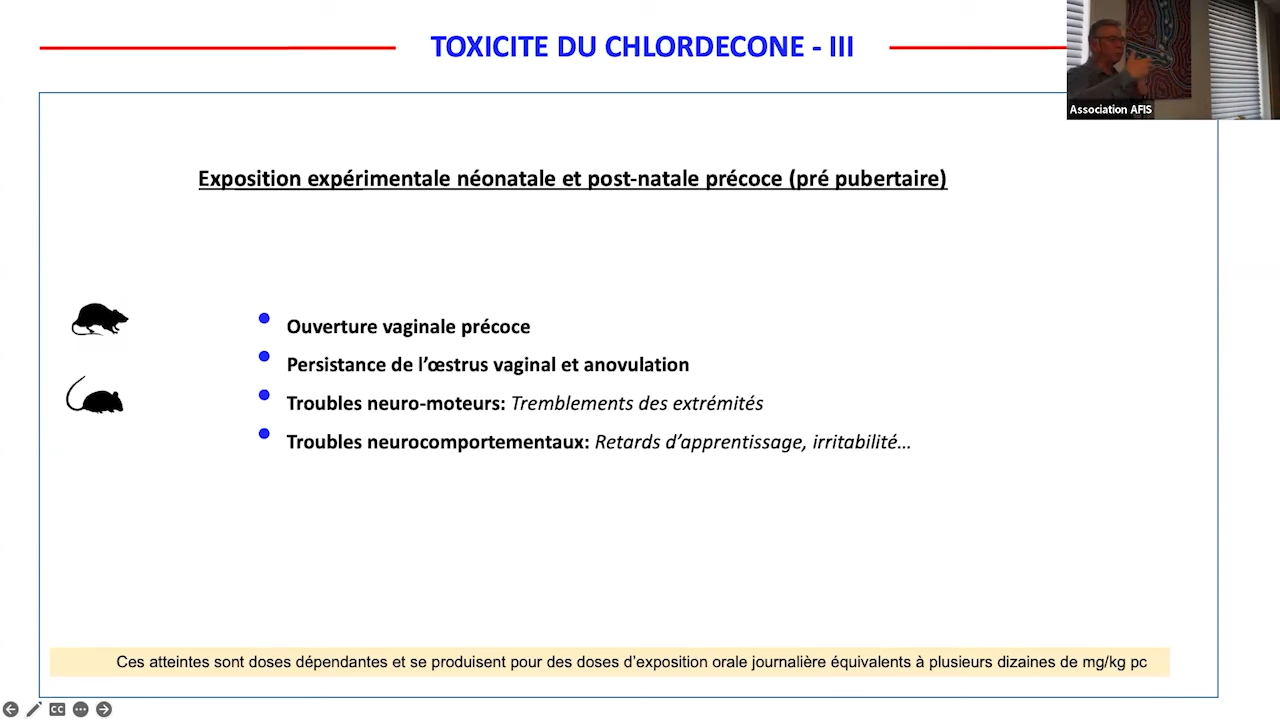 TOXICITE DU CHLORDECONE - III
Association AFIS
Exposition expérimentale néonatale et post-natale précoce (pré pubertaire)
Ouverture vaginale précoce
Persistance de l'œstrus vaginal et anovulation
Troubles neuro-moteurs: Tremblements des extrémités
Troubles neurocomportementaux: Retards d'apprentissage, irritabilité...
Ces atteintes sont doses dépendantes et se produisent pour des doses d'exposition orale journalière équivalents à plusieurs dizaines de mg/kg pc
CC